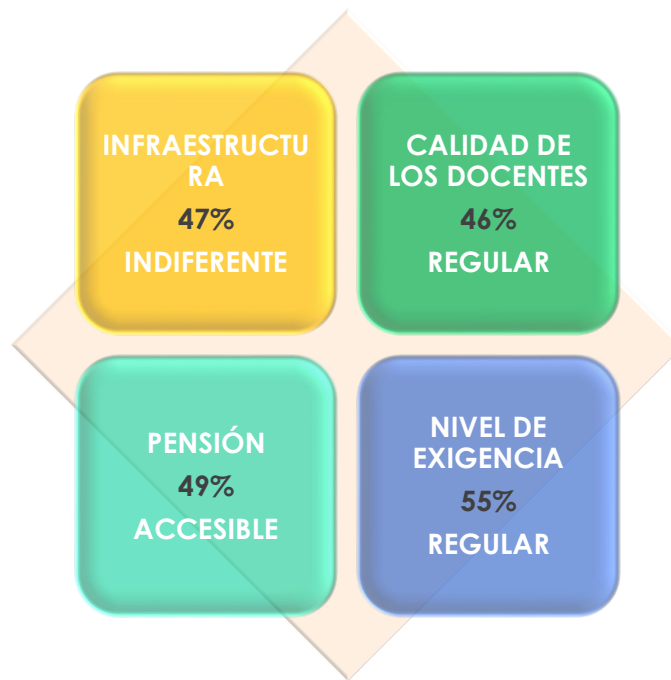 INFRAESTRUCTU
RA
47%
INDIFERENTE
CALIDAD DE
LOS DOCENTES
46%
REGULAR
PENSIÓN
49%
ACCESIBLE
NIVEL DE
EXIGENCIA
55%
REGULAR